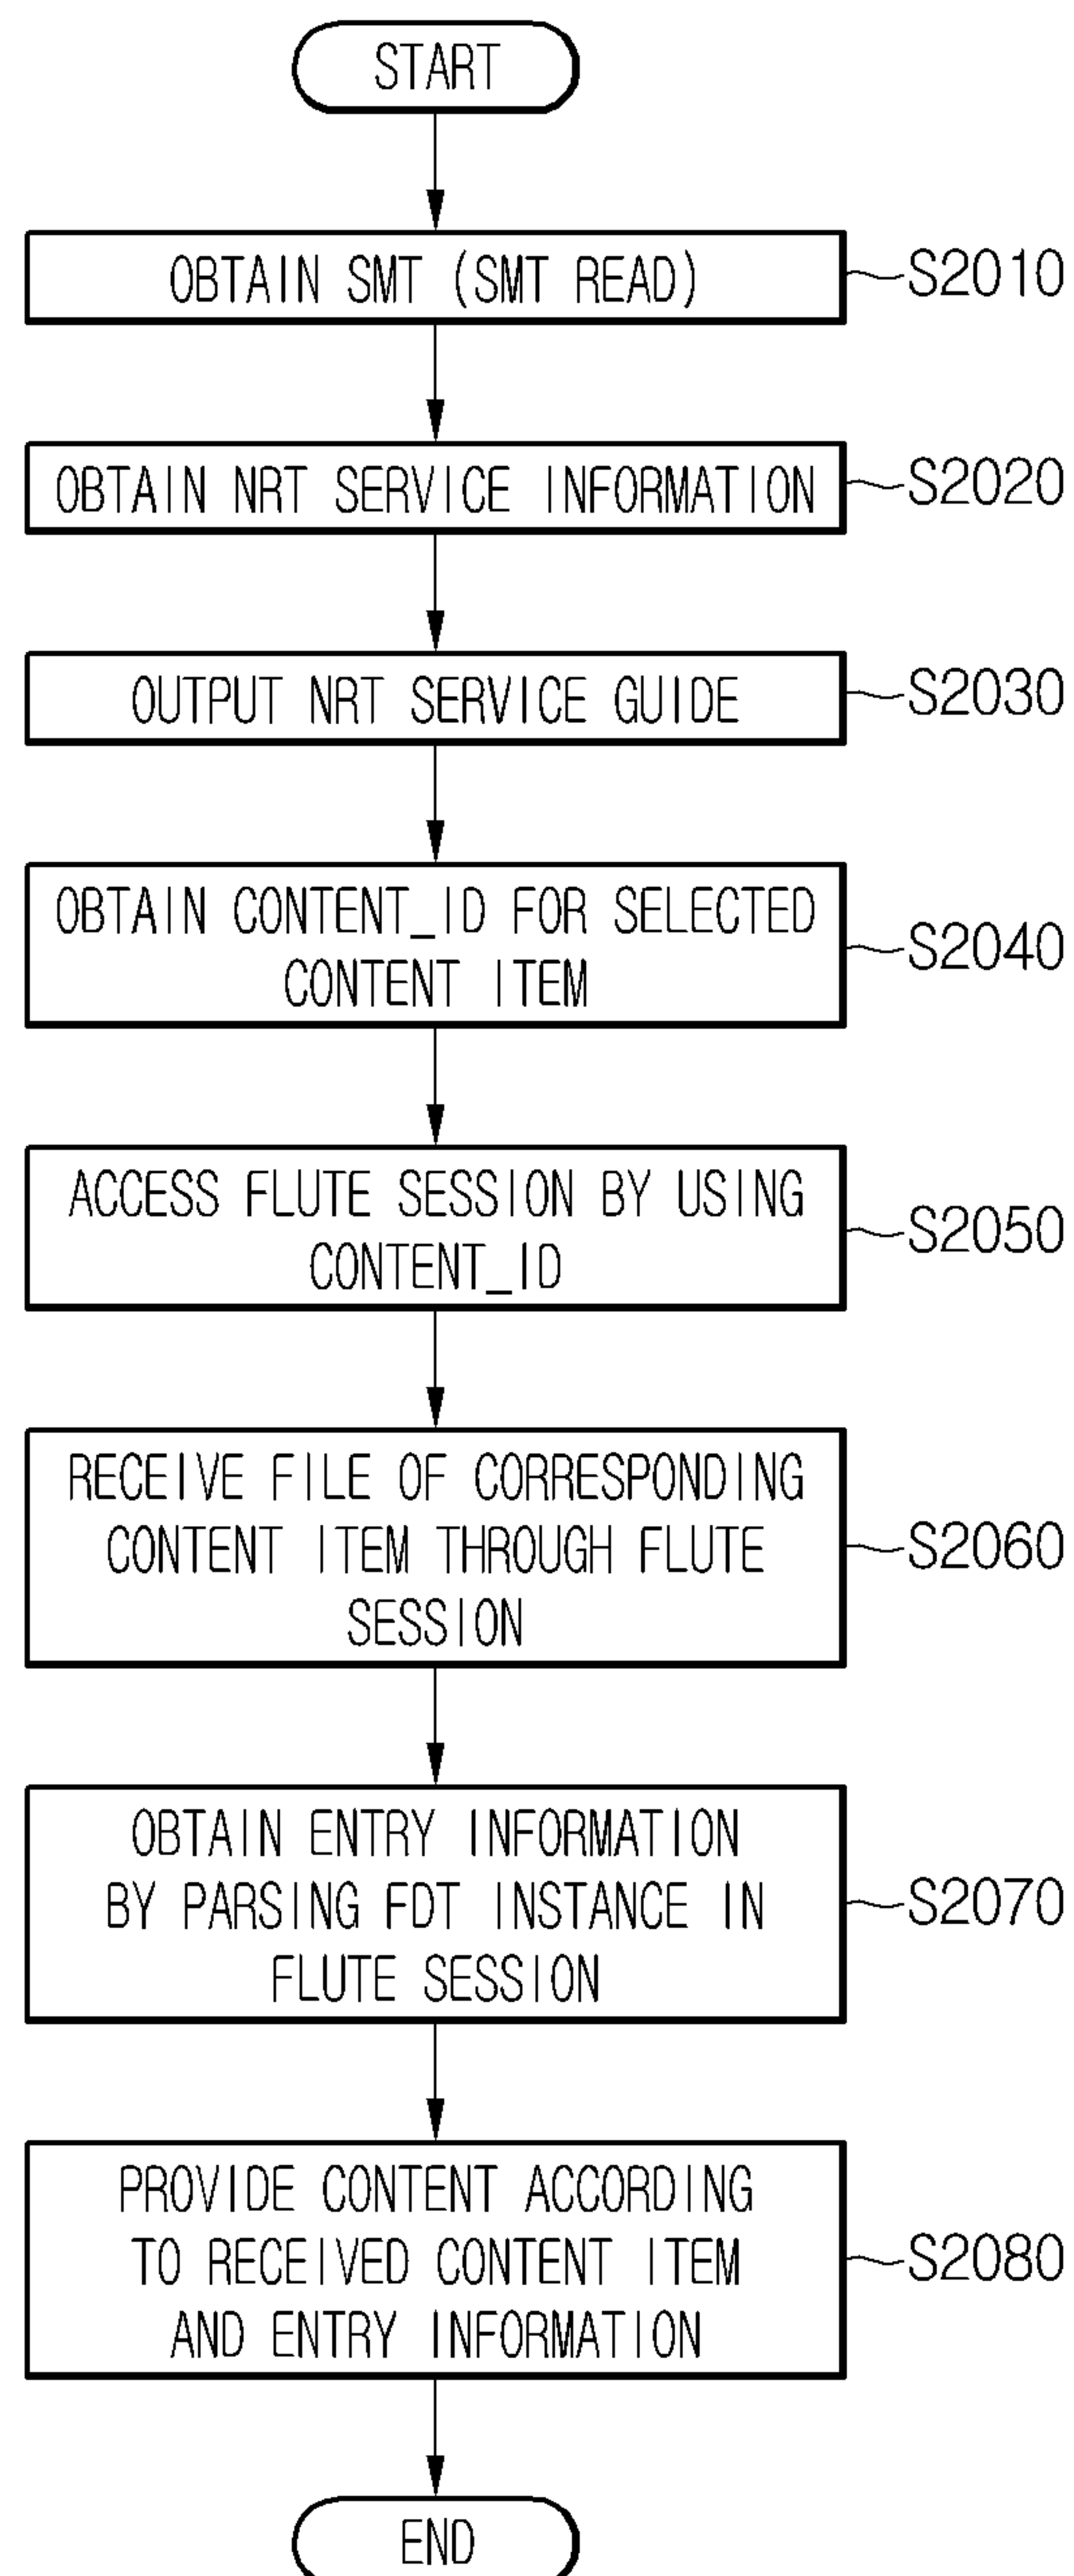 START
OBTAIN SMT (SMT READ)
S2010
OBTAIN NRT SERVICE INFORMATION
S2020
OUTPUT NRT SERVICE GUIDE
S2030
OBTAIN CONTENT_ID FOR SELECTED
CONTENT ITEM
S2040
ACCESS FLUTE SESSION BY USING
CONTENT_ID
S2050
RECEIVE FILE OF CORRESPONDING
CONTENT ITEM THROUGH FLUTE
SESSION
S2060
OBTAIN ENTRY INFORMATION
BY PARSING FDT INSTANCE IN
FLUTE SESSION
S2070
PROVIDE CONTENT ACCORDING
TO RECEIVED CONTENT ITEM
AND ENTRY INFORMATION
S2080
END